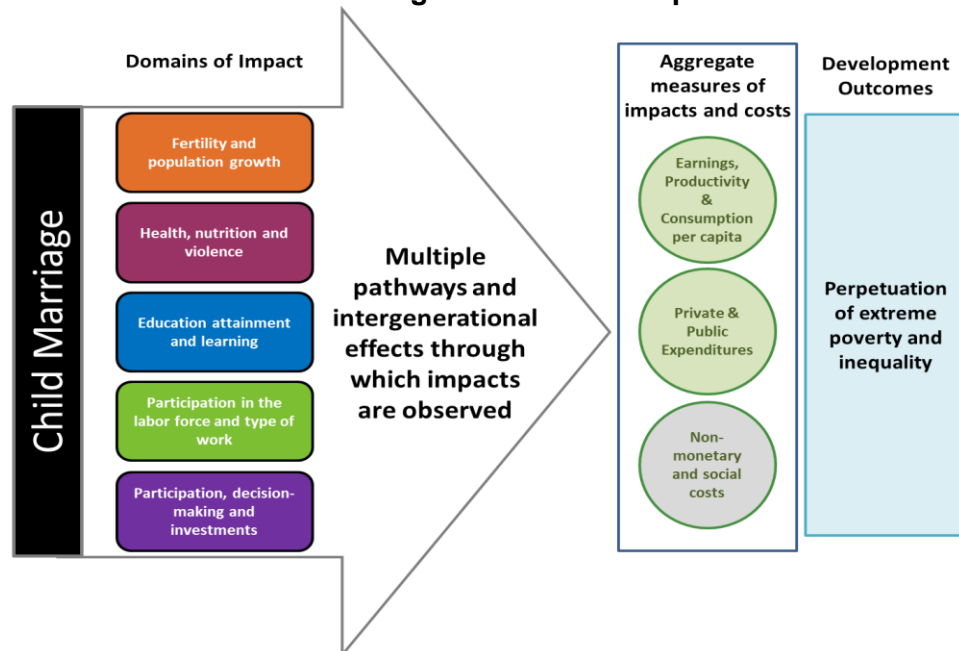 Domains of Impact
Child Marriage
Fertility and
population growth
Health, nutrition and
violence
Education attainment
and learning
Participation in the
labor force and type of
work
Participation, decision-
making and
investments
Multiple
pathways and
intergenerational
effects through
which impacts
are observed
Aggregate
measures of
impacts and costs
Earnings,
Productivity
&
Consumption
per capita
Private &
Public
Expenditures
Non-
monetary
and social
costs
Development
Outcomes
Perpetuation
of extreme
poverty and
inequality